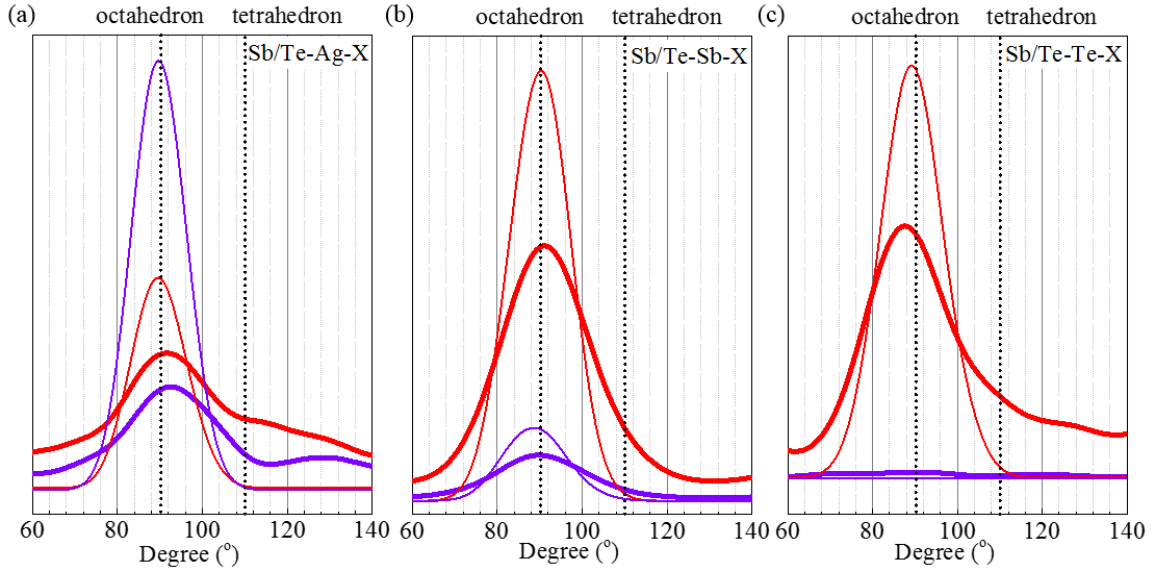 (a) octahedron tetrahedron (b) octahedron tetrahedron (c) octahedron tetrahedron
Sb/Te-Ag-X Sb/Te-Sb-X Sb/Te-Te-X
60 80 100 120 140 60 80 100 120 140 60 80 100 120 140
Degree (°) Degree (°) Degree (°)